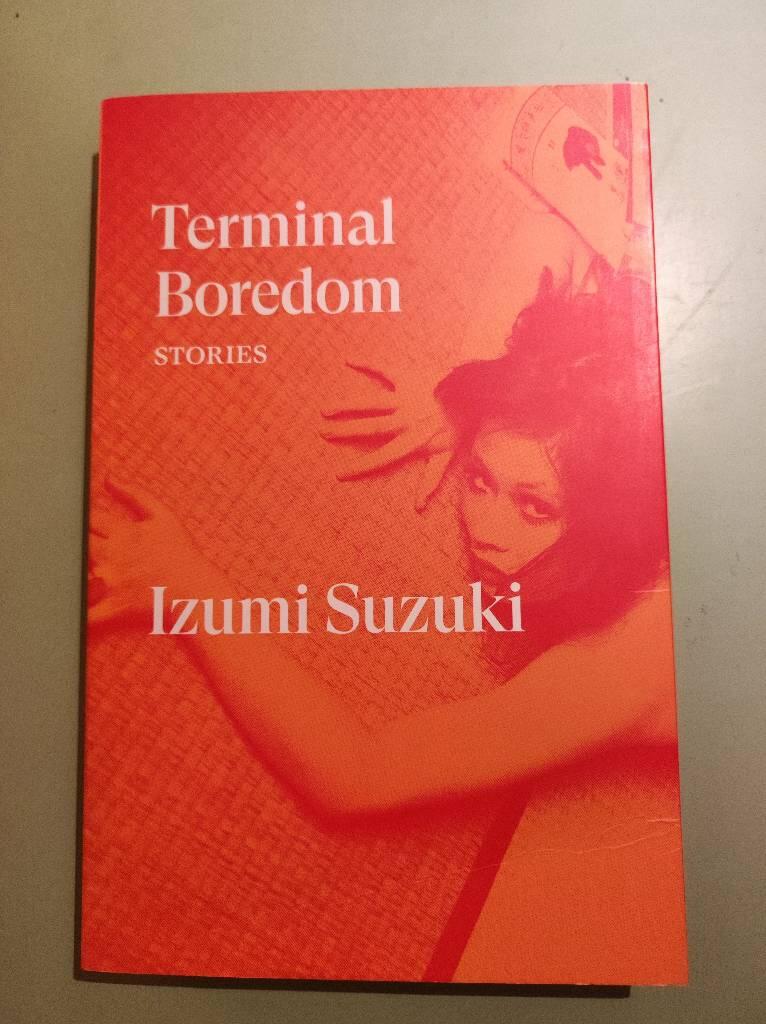 Terminal
Boredom
STORIES
Izumi Suzuki